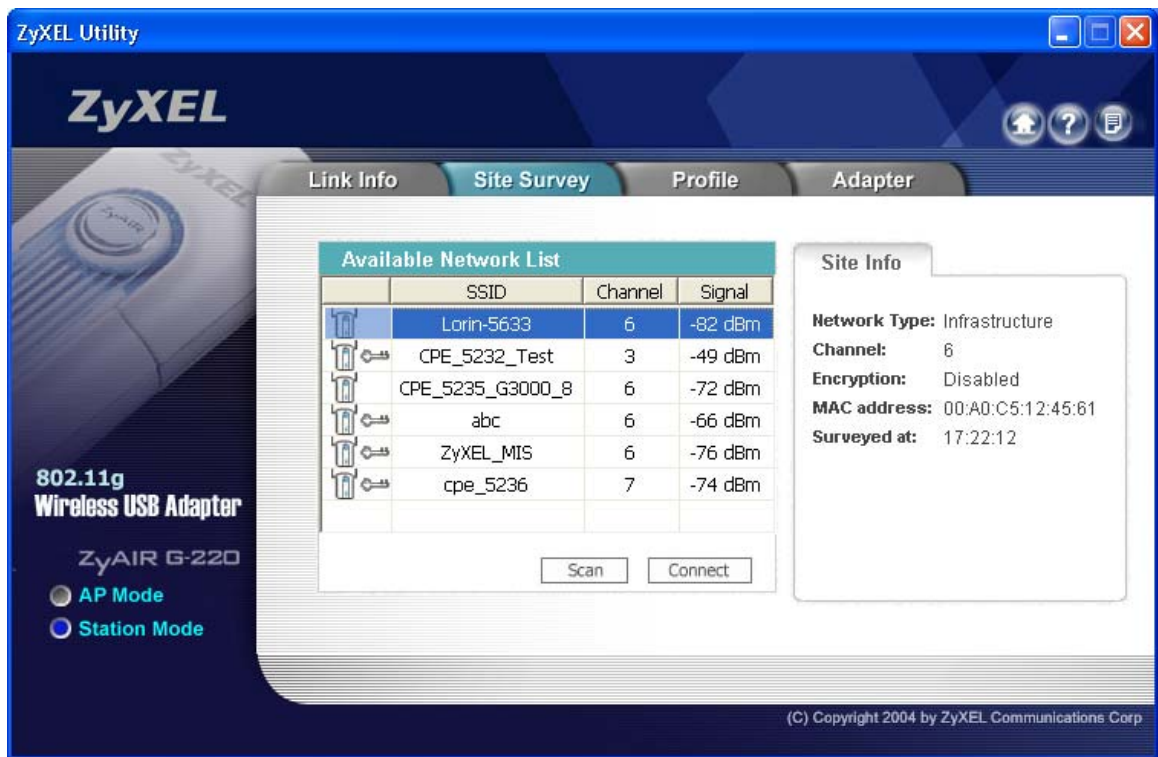 ZyXEL Utility
ZyXEL
ZyXEL
ZyAIR
Link Info Site Survey Profile Adapter
Available Network List
SSID Channel Signal
Lorin-5633 6 -82 dBm
CPE_5232_Test 3 -49 dBm
CPE_5235_G3000_8 6 -72 dBm
abc 6 -66 dBm
ZyXEL_MIS 6 -76 dBm
cpe_5236 7 -74 dBm
Scan Connect
Site Info
Network Type: Infrastructure
Channel: 6
Encryption: Disabled
MAC address: 00:A0:C5:12:45:61
Surveyed at: 17:22:12
802.11g
Wireless USB Adapter
ZyAIR G-220
AP Mode
Station Mode
(C) Copyright 2004 by ZyXEL Communications Corp